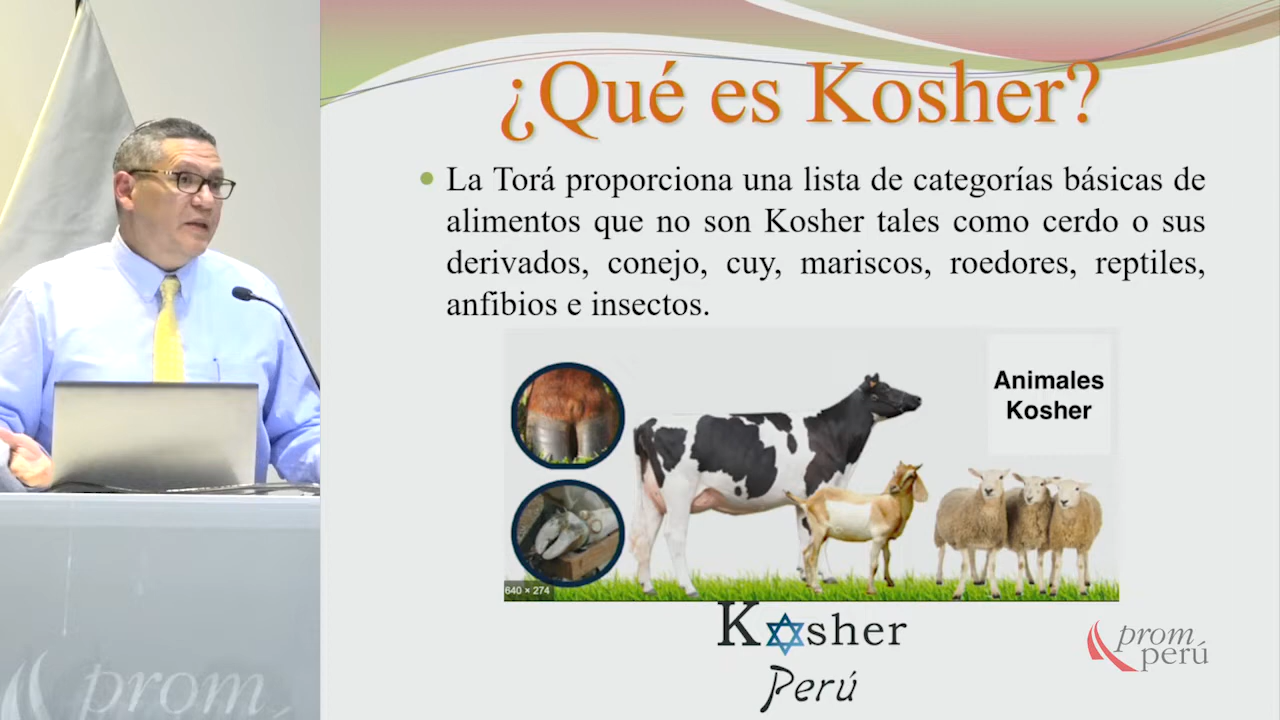 ¿Qué es Kosher?
• La Torá proporciona una lista de categorías básicas de
alimentos que no son Kosher tales como cerdo o sus
derivados, conejo, cuy, mariscos, roedores, reptiles,
anfibios e insectos.
Animales
Kosher
640 × 274
Kosher
Perú
prom
perú
prom